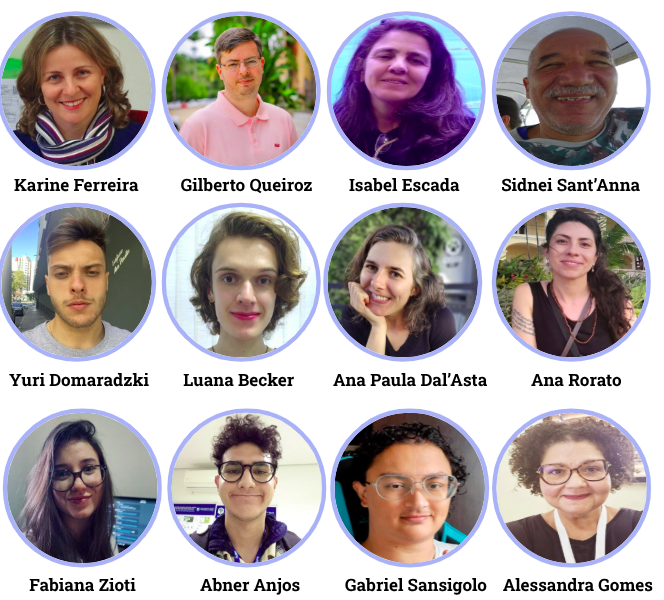 Karine Ferreira
Gilberto Queiroz
Isabel Escada
Sidnei Sant’Anna
Yuri Domaradzki
Luana Becker
Ana Paula Dal’Asta
Ana Rorato
Fabiana Zioti
Abner Anjos
Gabriel Sansigolo
Alessandra Gomes